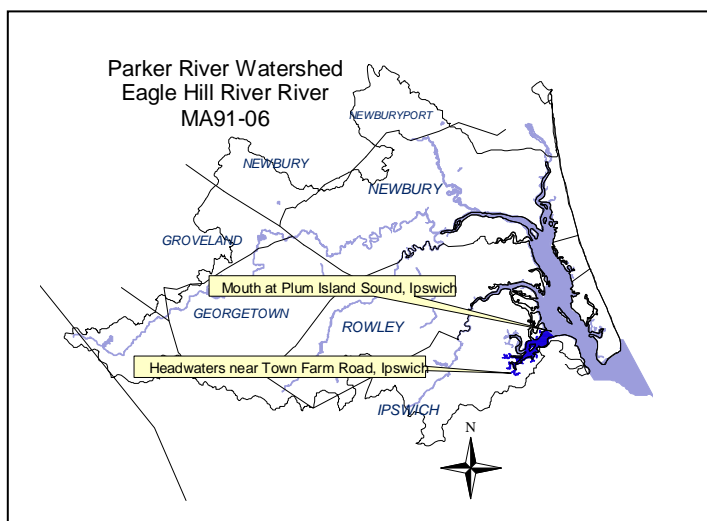 Parker River Watershed
Eagle Hill River River
MA91-06
NEWBURYPORT
NEWBURY
NEWBURY
GROVELAND
Mouth at Plum Island Sound, Ipswich
GEORGETOWN
ROWLEY
Headwaters near Town Farm Road, Ipswich
IPSWICH
N